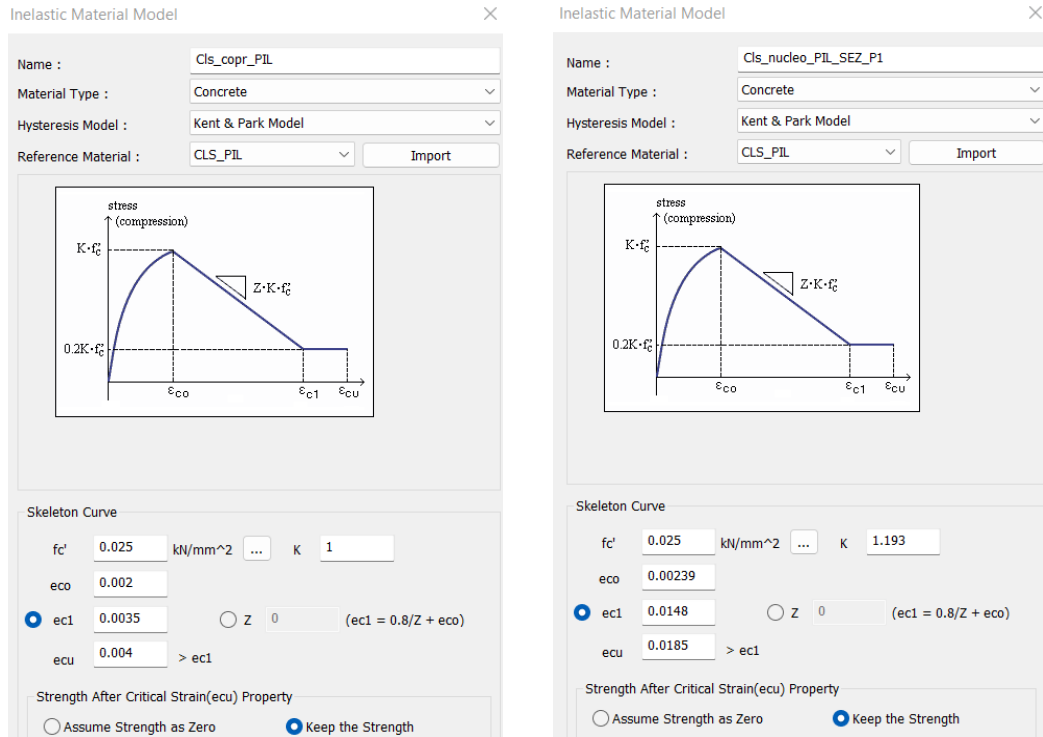 Inelastic Material Model
Name :
Cls_copr_PIL
Material Type :
Concrete
Hysteresis Model :
Kent & Park Model
Reference Material :
CLS_PIL
Import
stress
(compression)
K·f'c
Z·K·f'c
0.2K·f'c
εco
εc1
εcu
Skeleton Curve
fc'
0.025
kN/mm^2
...
K
1
eco
0.002
ec1
0.0035
Z
0
(ec1 = 0.8/Z + eco)
ecu
0.004
> ec1
Strength After Critical Strain(ecu) Property
Assume Strength as Zero
Keep the Strength
Inelastic Material Model
Name :
Cls_nucleo_PIL_SEZ_P1
Material Type :
Concrete
Hysteresis Model :
Kent & Park Model
Reference Material :
CLS_PIL
Import
stress
(compression)
K·f'c
Z·K·f'c
0.2K·f'c
εco
εc1
εcu
Skeleton Curve
fc'
0.025
kN/mm^2
...
K
1.193
eco
0.00239
ec1
0.0148
Z
0
(ec1 = 0.8/Z + eco)
ecu
0.0185
> ec1
Strength After Critical Strain(ecu) Property
Assume Strength as Zero
Keep the Strength